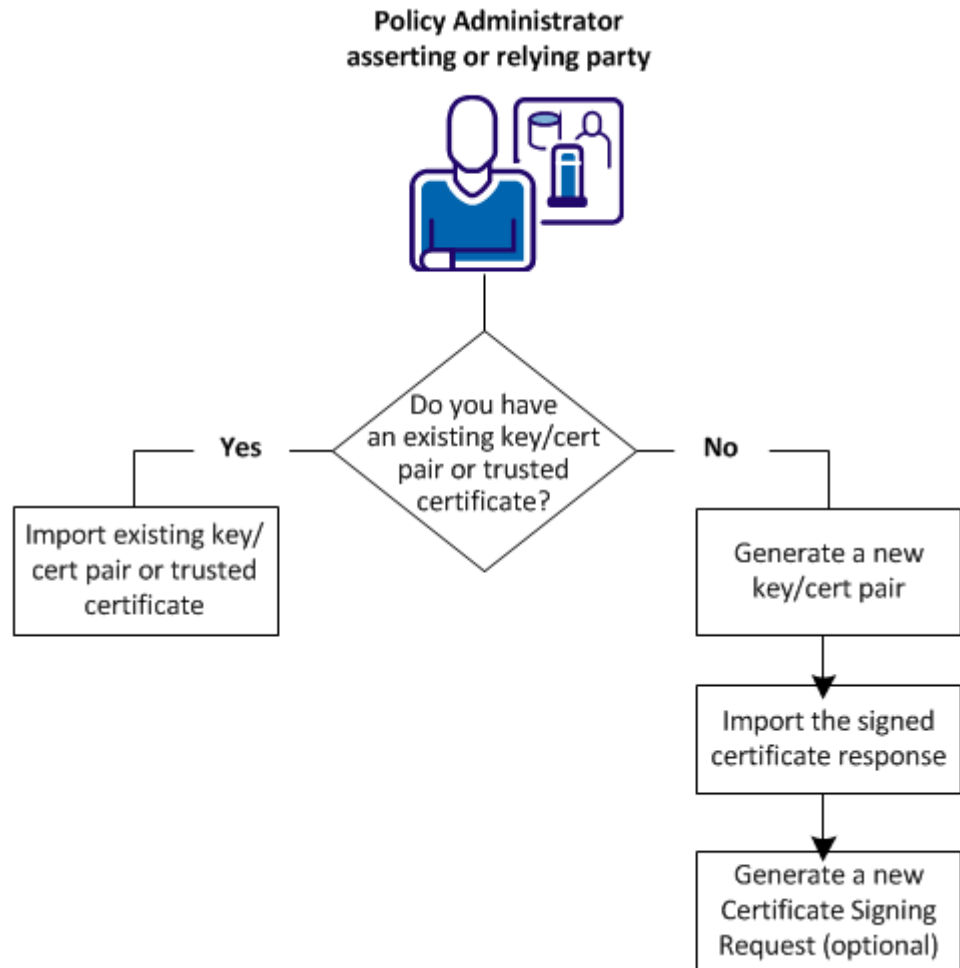 Policy Administrator
asserting or relying party
Do you have
an existing key/cert
pair or trusted
certificate?
Yes
No
Import existing key/
cert pair or trusted
certificate
Generate a new
key/cert pair
Import the signed
certificate response
Generate a new
Certificate Signing
Request (optional)